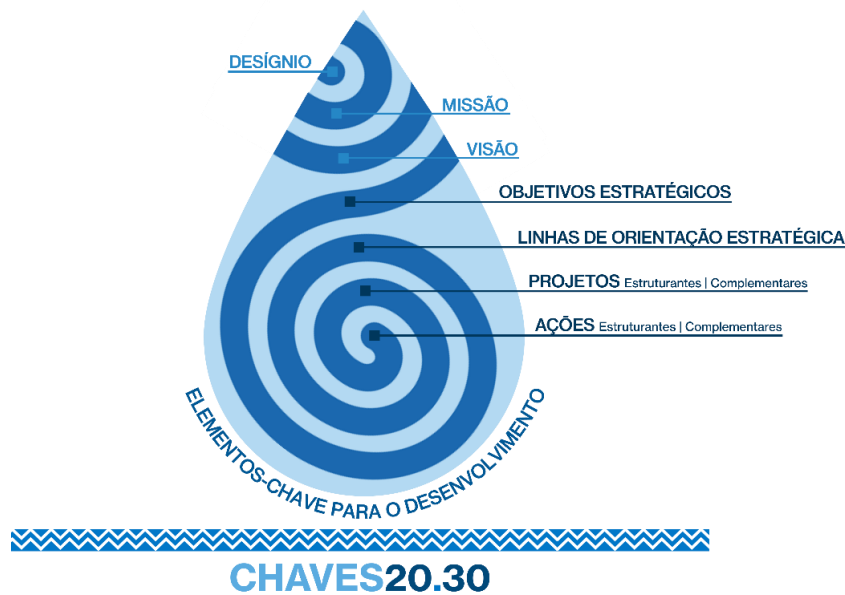 DESÍGNIO
MISSÃO
VISÃO
OBJETIVOS ESTRATÉGICOS
LINHAS DE ORIENTAÇÃO ESTRATÉGICA
PROJETOS Estruturantes | Complementares
AÇÕES Estruturantes | Complementares
ELEMENTOS-CHAVE PARA O DESENVOLVIMENTO
CHAVES20.30